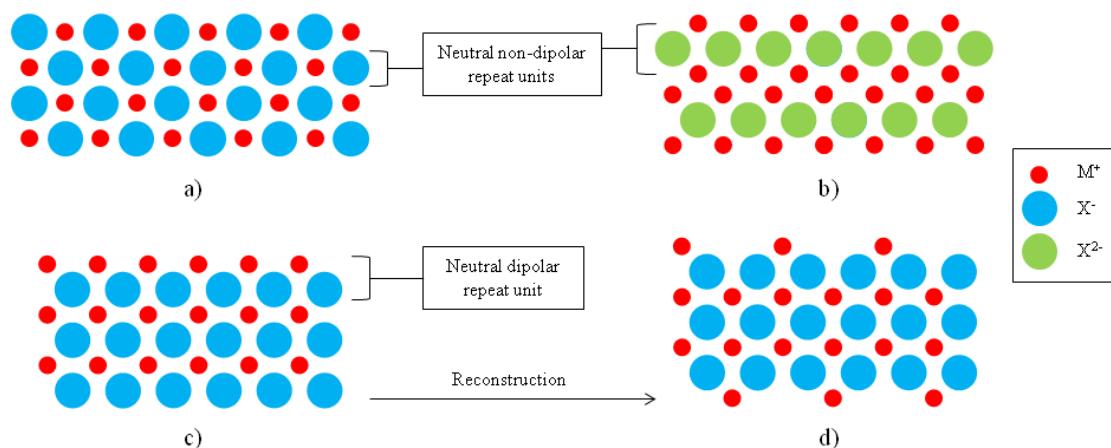 Neutral non-dipolar
repeat units
a)
b)
M⁺
X⁻
X²⁻
Neutral dipolar
repeat unit
Reconstruction
c)
d)